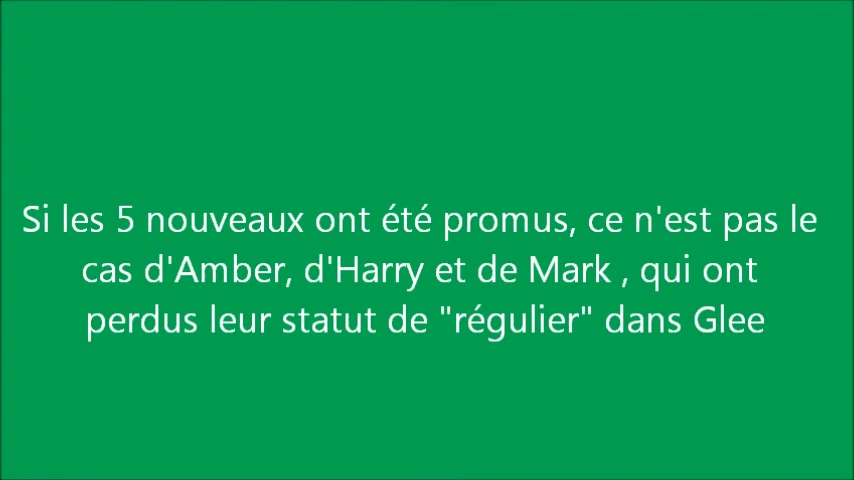 Si les 5 nouveaux ont été promus, ce n'est pas le
cas d'Amber, d'Harry et de Mark , qui ont
perdus leur statut de "régulier" dans Glee